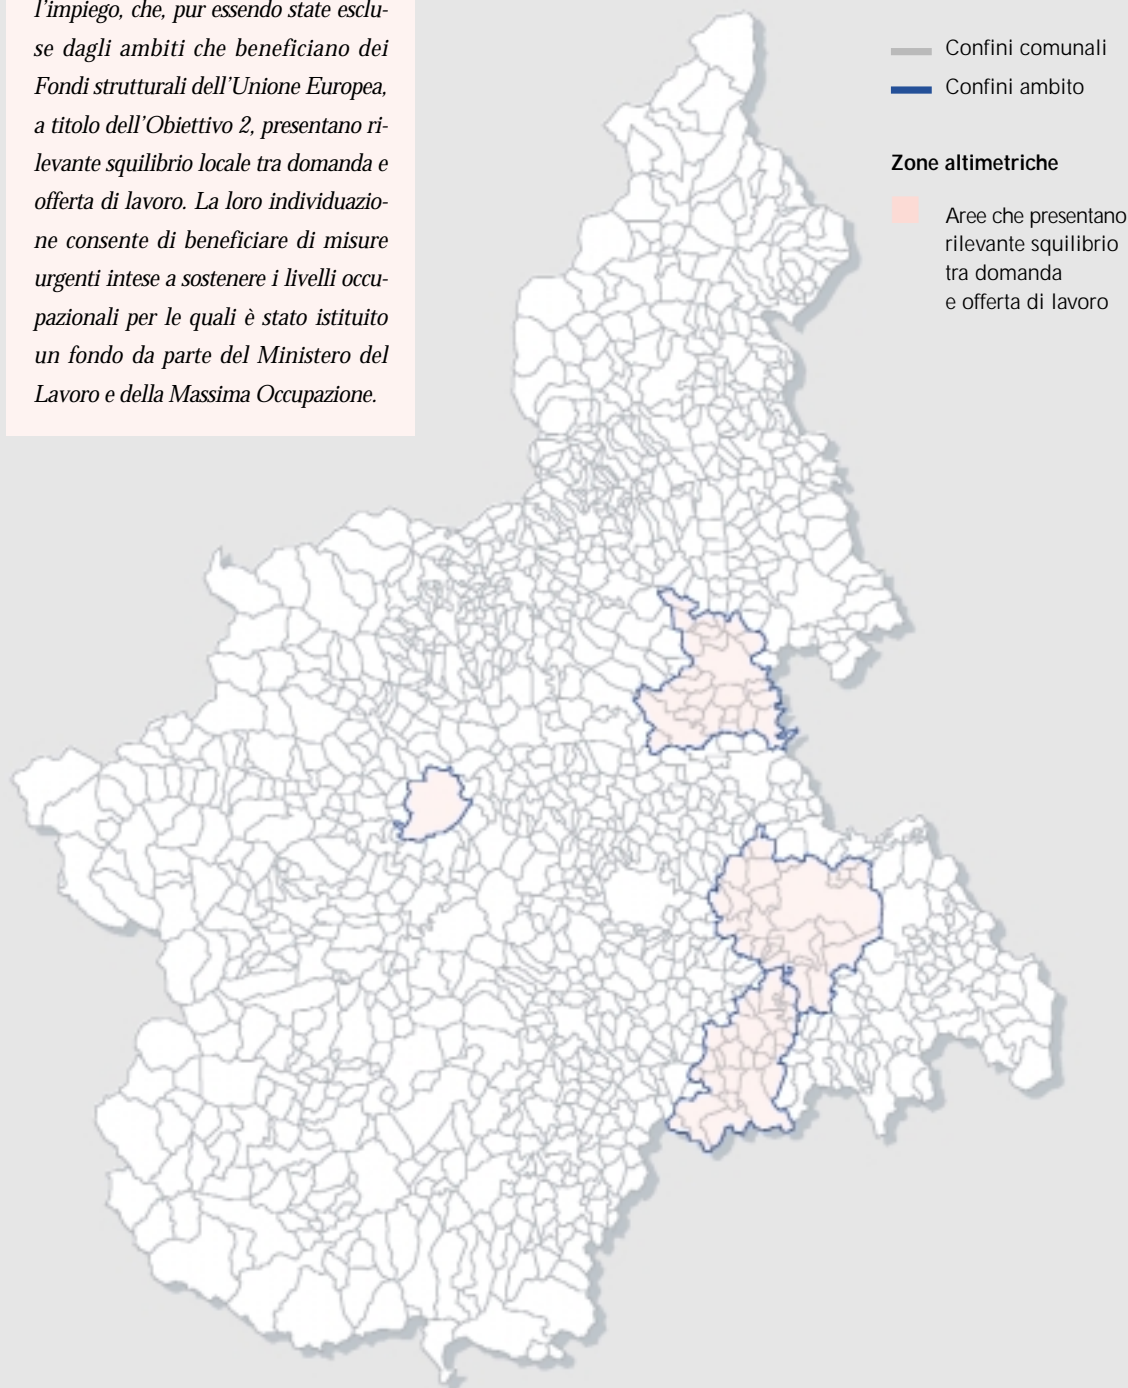 l'impiego, che, pur essendo state esclu-
se dagli ambiti che beneficiano dei
Fondi strutturali dell'Unione Europea,
a titolo dell'Obiettivo 2, presentano ri-
levante squilibrio locale tra domanda e
offerta di lavoro. La loro individuazio-
ne consente di beneficiare di misure
urgenti intese a sostenere i livelli occu-
pazionali per le quali è stato istituito
un fondo da parte del Ministero del
Lavoro e della Massima Occupazione.
Confini comunali
Confini ambito
Zone altimetriche
Aree che presentano
rilevante squilibrio
tra domanda
e offerta di lavoro